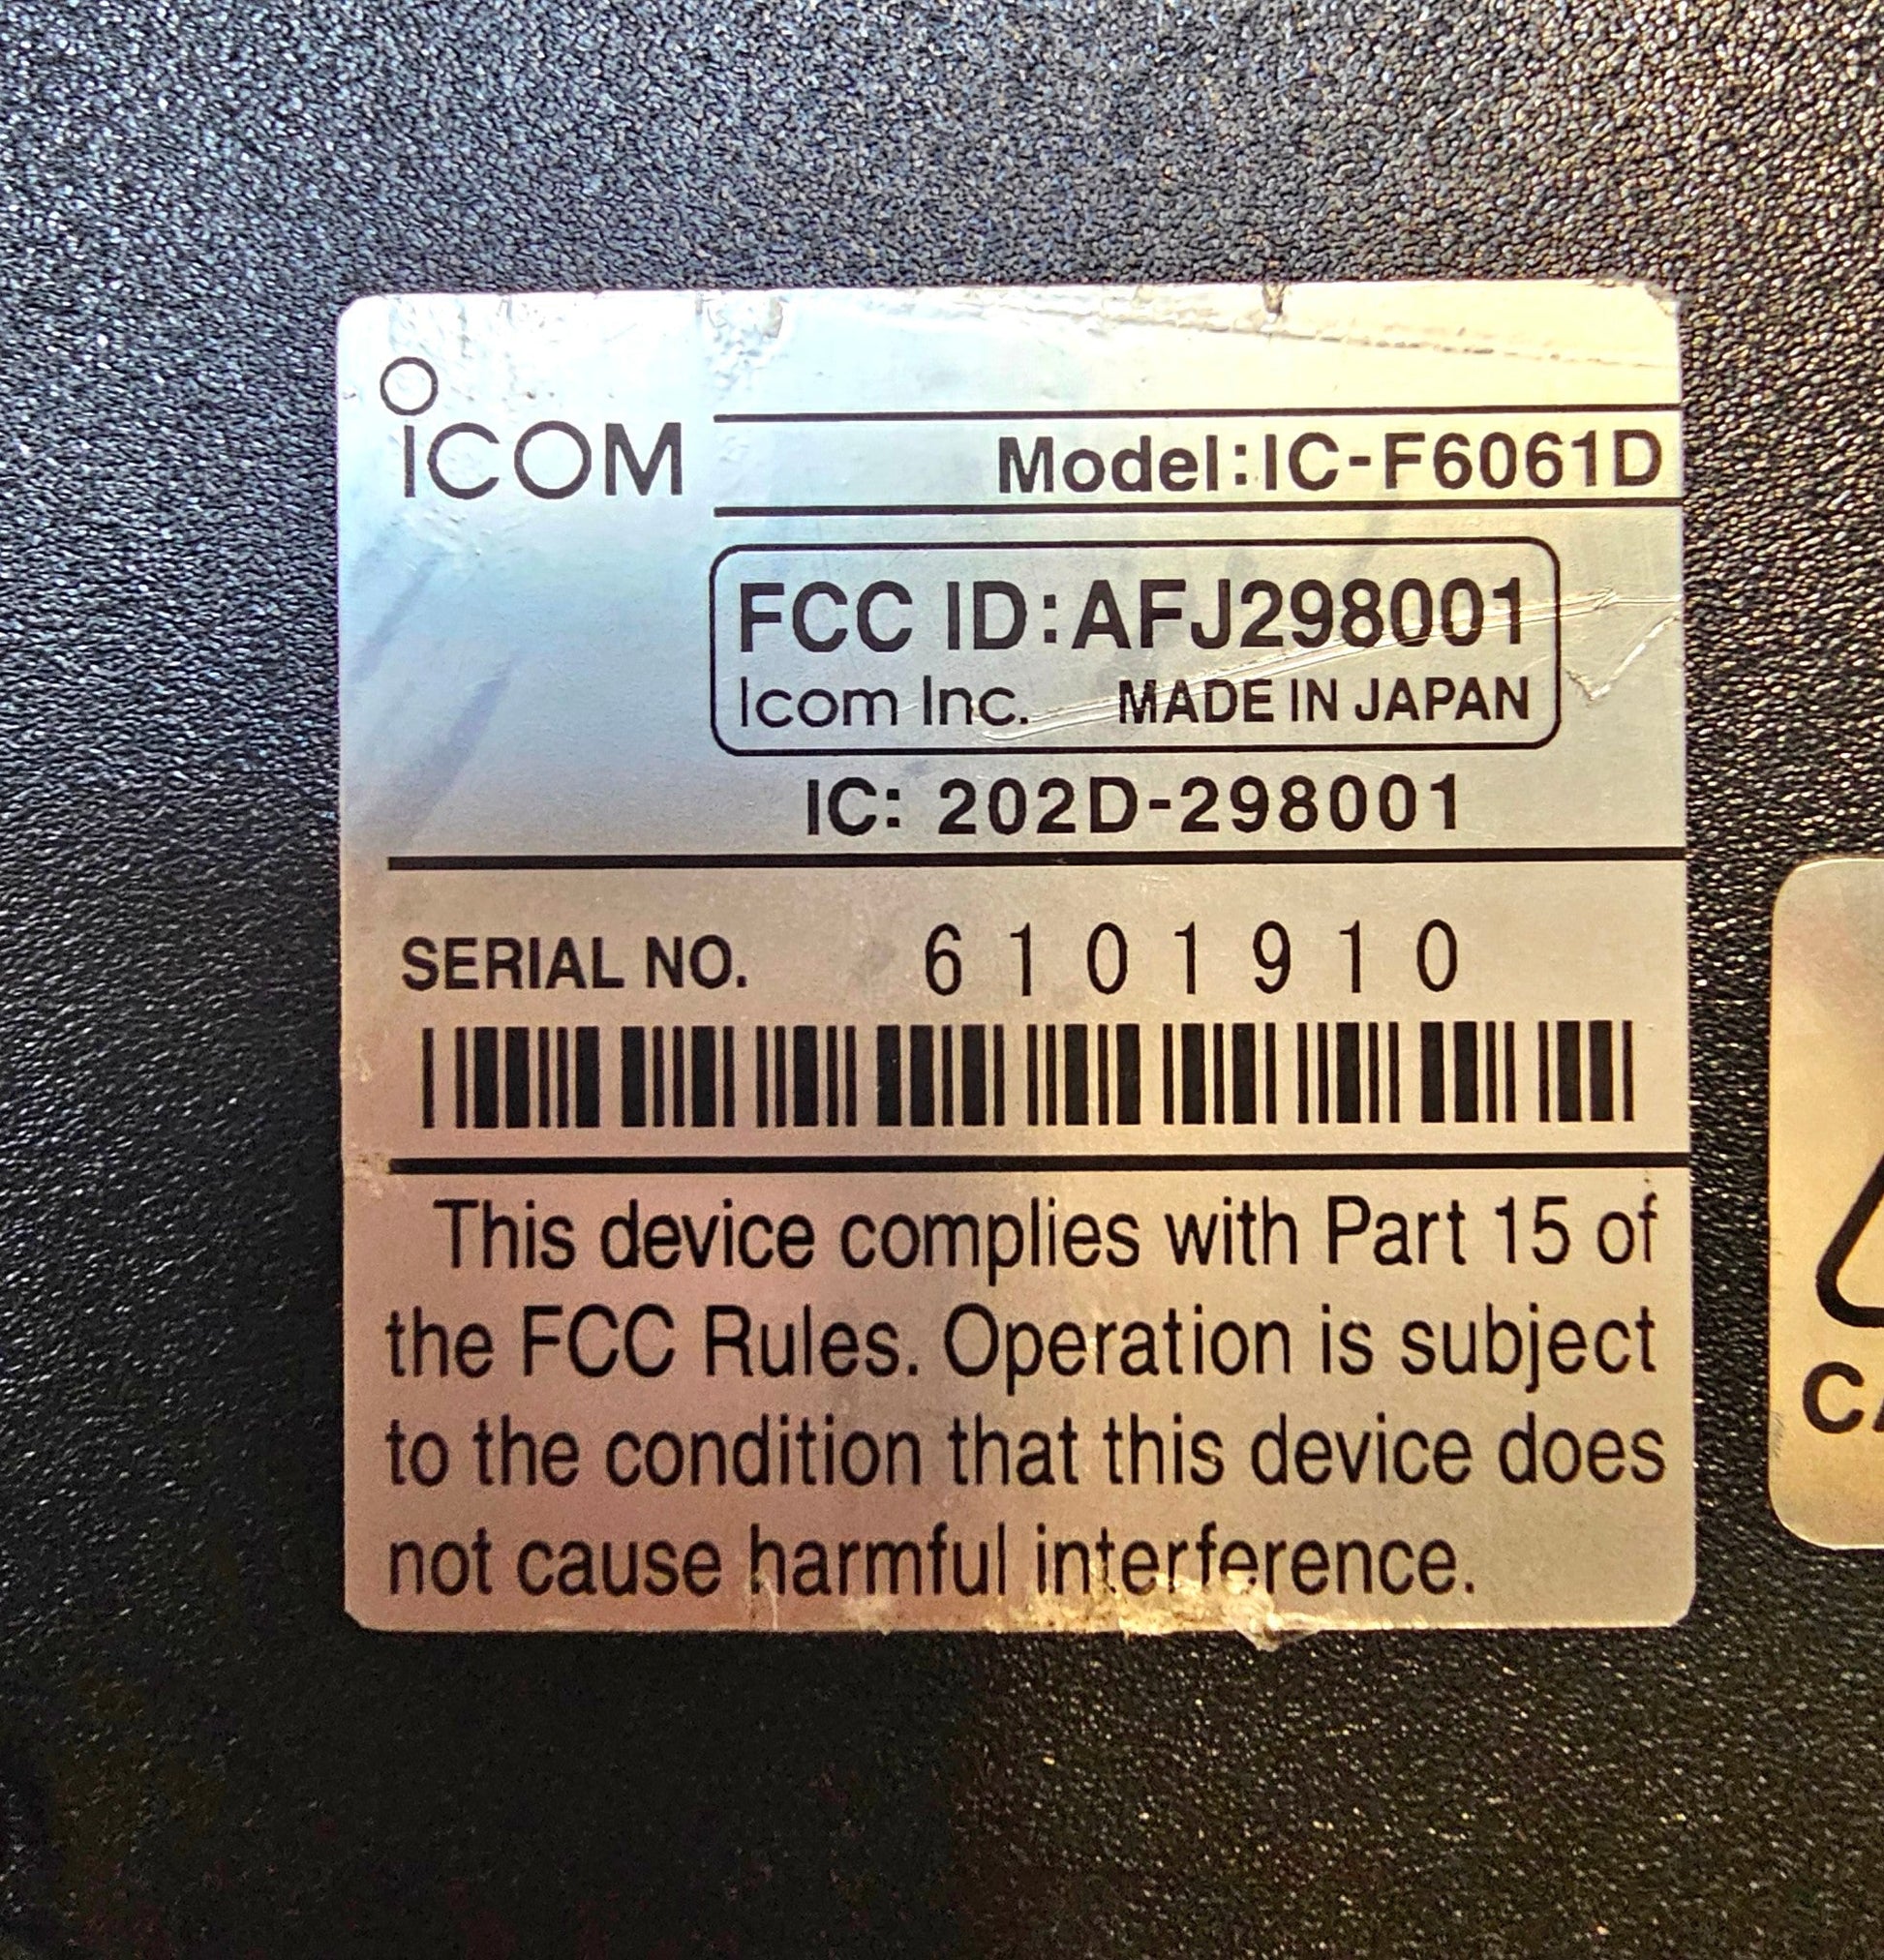 ICOM
Model:IC-F6061D
FCC ID:AFJ298001
Icom Inc. MADE IN JAPAN
IC: 202D-298001
SERIAL NO. 6101910
This device complies with Part 15 of
the FCC Rules. Operation is subject
to the condition that this device does
not cause harmful interference.